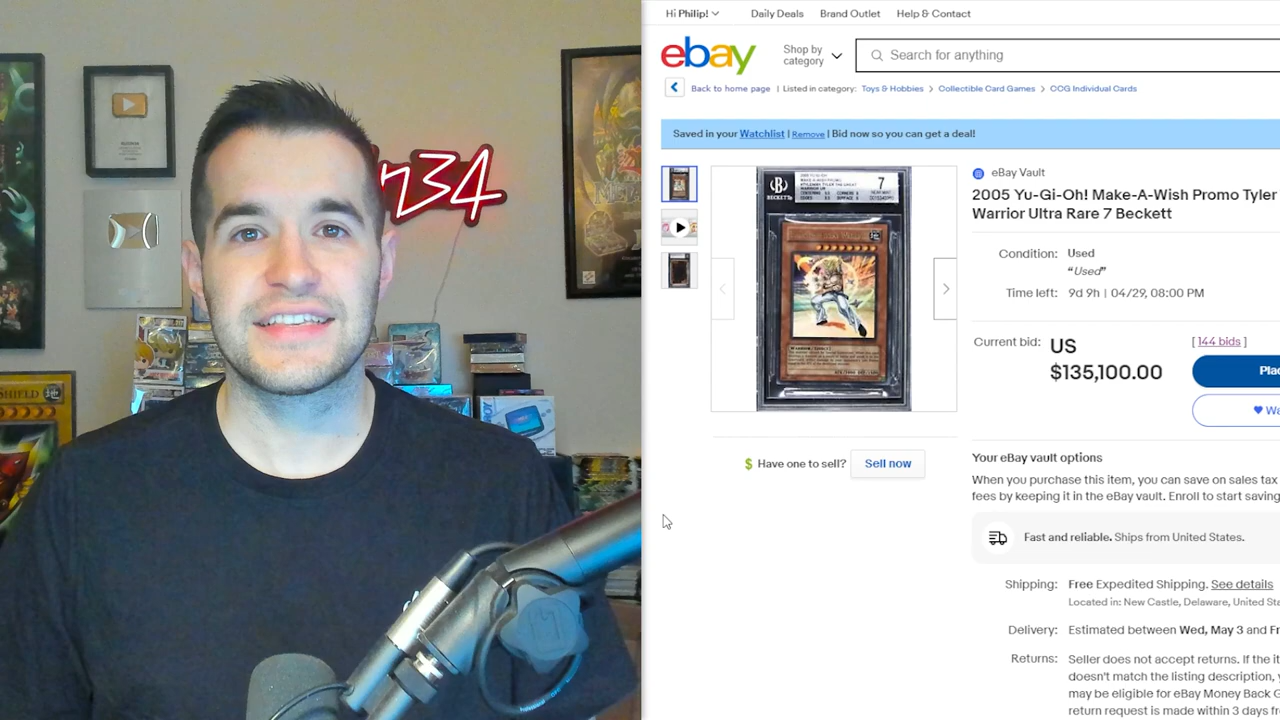 Hi Philip!
Daily Deals
Brand Outlet
Help & Contact
ebay
Shop by
category
Search for anything
Back to home page | Listed in category: Toys & Hobbies > Collectible Card Games > CCG Individual Cards
Saved in your Watchlist | Remove | Bid now so you can get a deal!
eBay Vault
2005 Yu-Gi-Oh! Make-A-Wish Promo Tyler
Warrior Ultra Rare 7 Beckett
Condition: Used
"Used"
Time left: 9d 9h | 04/29, 08:00 PM
Current bid: US
$135,100.00
[ 144 bids ]
Pla
Wa
$ Have one to sell? Sell now
Your eBay vault options
When you purchase this item, you can save on sales tax
fees by keeping it in the eBay vault. Enroll to start saving
Fast and reliable. Ships from United States.
Shipping: Free Expedited Shipping. See details
Located in: New Castle, Delaware, United Sta
Delivery: Estimated between Wed, May 3 and Fr
Returns: Seller does not accept returns. If the it
doesn't match the listing description, y
may be eligible for eBay Money Back G
return request is made within 3 days fr
BECKETT
7
r34
SHIELD